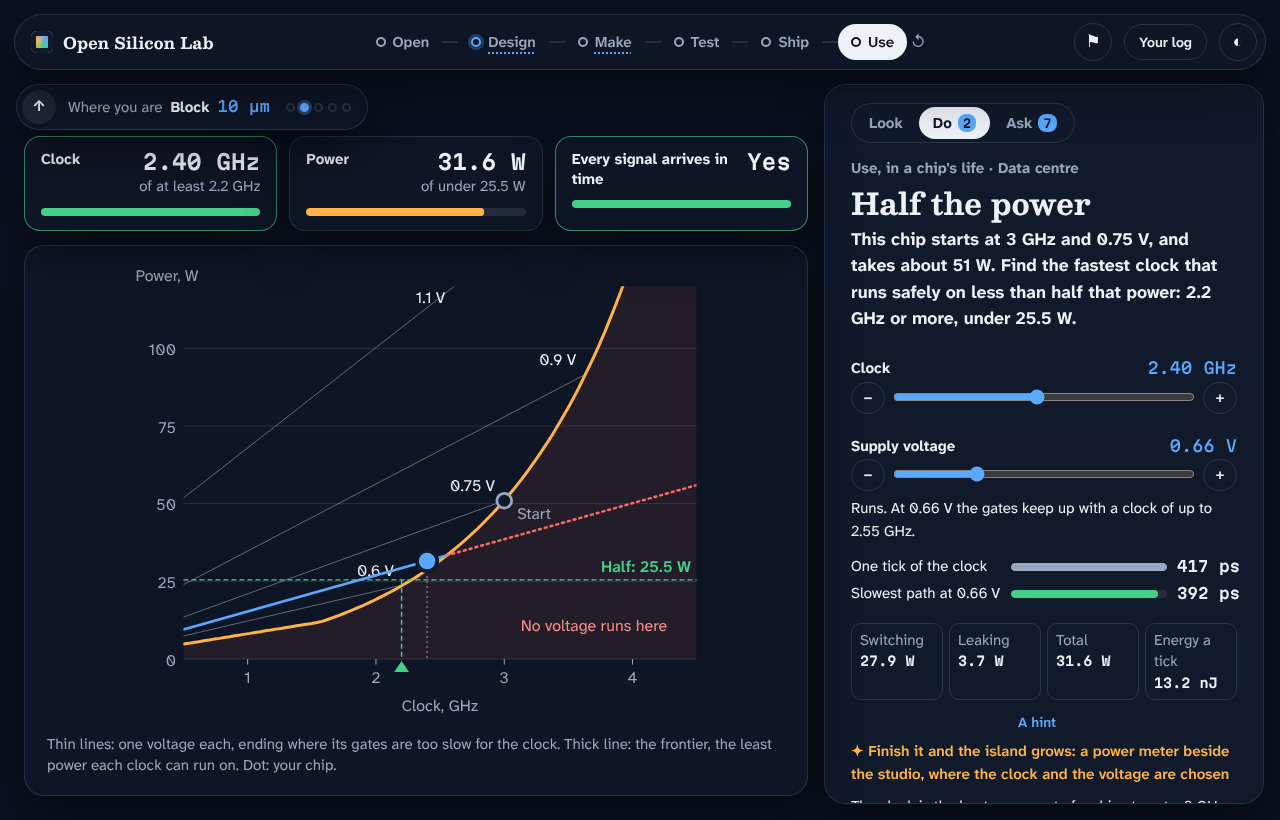 Open Silicon Lab
Open
Design
Make
Test
Ship
Use
Your log
Where you are Block 10 µm
Clock 2.40 GHz
of at least 2.2 GHz
Power 31.6 W
of under 25.5 W
Every signal arrives in time Yes
Power, W
1.1 V
0.9 V
0.75 V
0.6 V
Start
Half: 25.5 W
No voltage runs here
100
75
50
25
0
1 2 3 4
Clock, GHz
Thin lines: one voltage each, ending where its gates are too slow for the clock. Thick line: the frontier, the least
power each clock can run on. Dot: your chip.
Look
Do 2
Ask 7
Use, in a chip's life · Data centre
Half the power
This chip starts at 3 GHz and 0.75 V, and
takes about 51 W. Find the fastest clock that
runs safely on less than half that power: 2.2
GHz or more, under 25.5 W.
Clock 2.40 GHz
− +
Supply voltage 0.66 V
− +
Runs. At 0.66 V the gates keep up with a clock of up to
2.55 GHz.
One tick of the clock 417 ps
Slowest path at 0.66 V 392 ps
Switching
27.9 W
Leaking
3.7 W
Total
31.6 W
Energy a
tick
13.2 nJ
A hint
✦ Finish it and the island grows: a power meter beside
the studio, where the clock and the voltage are chosen